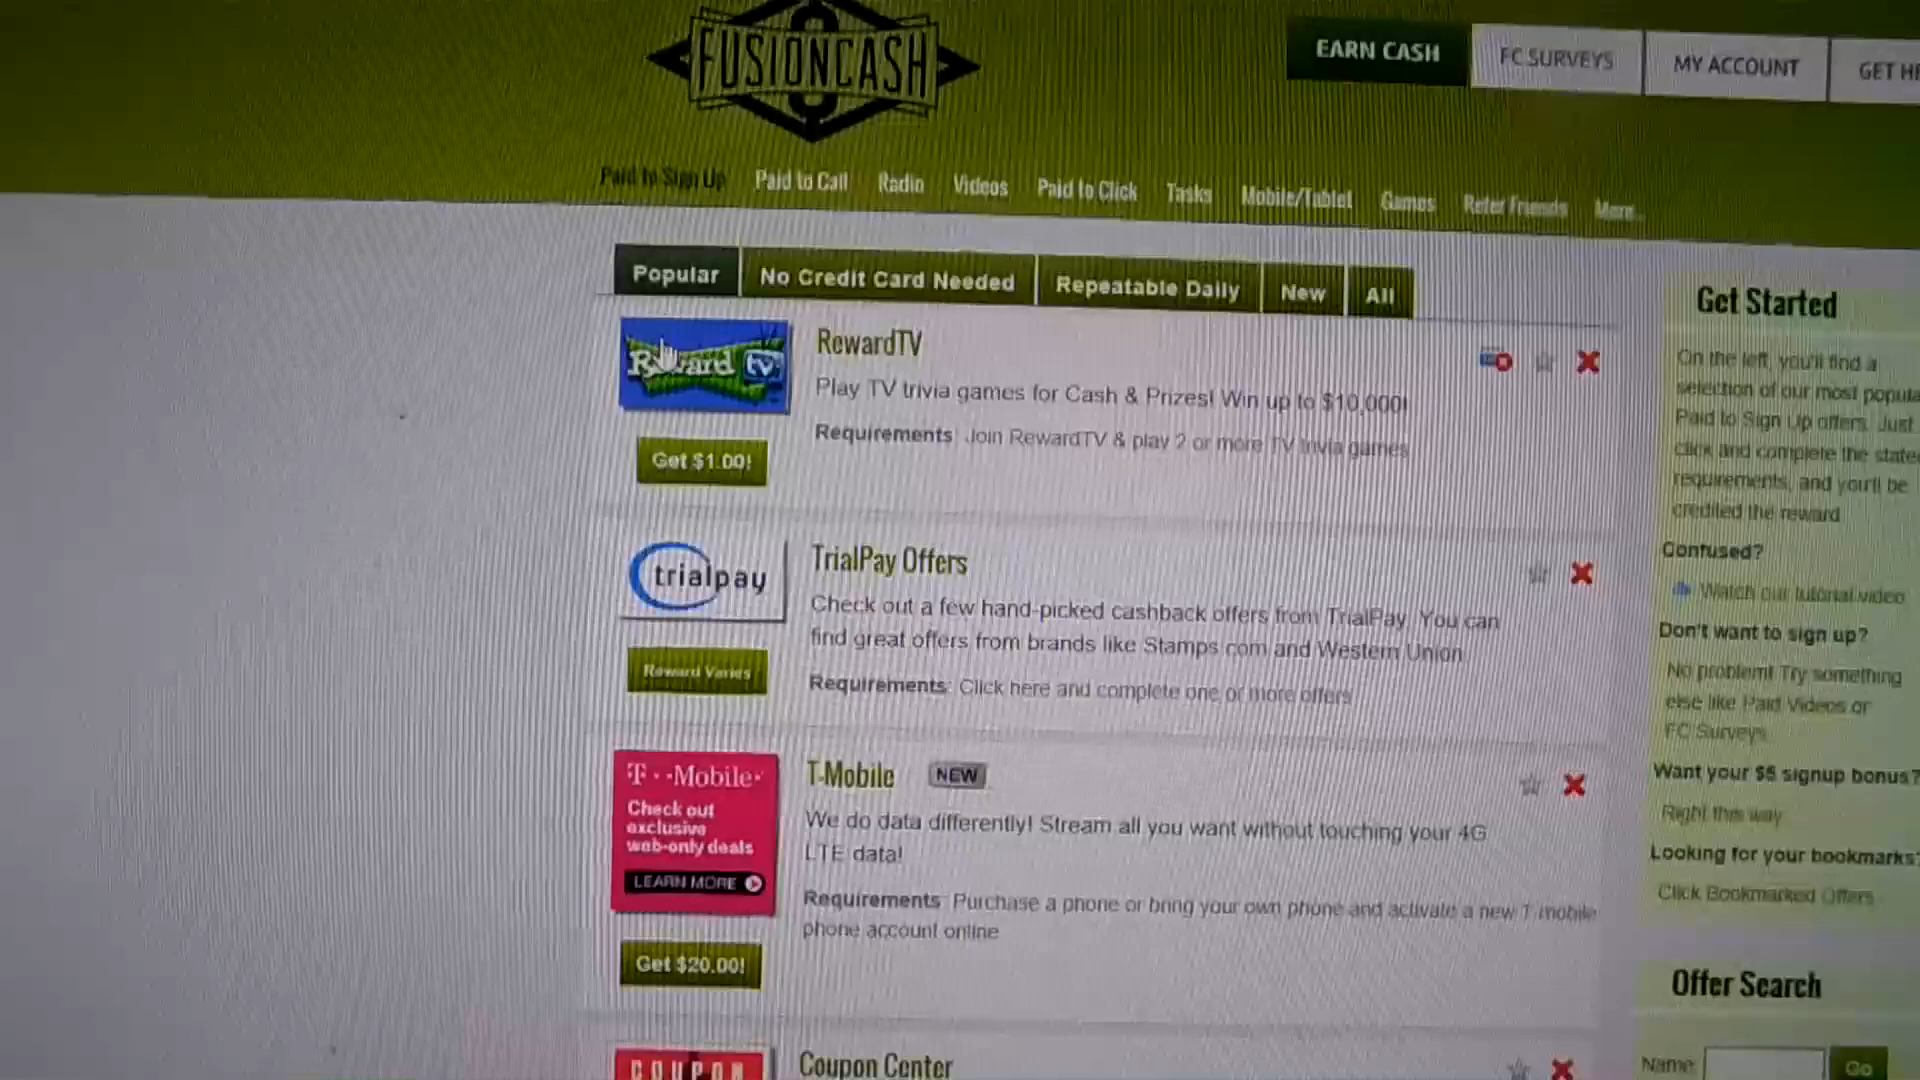 FUSIONCASH
EARN CASH
FC SURVEYS
MY ACCOUNT
GET HE
Paid to Sign Up
Paid to Call
Radio
Videos
Paid to Click
Tasks
Mobile/Tablet
Games
Refer Friends
More...
Popular
No Credit Card Needed
Repeatable Daily
New
All
Reward tv
RewardTV
Play TV trivia games for Cash & Prizes! Win up to $10,000!
Requirements: Join RewardTV & play 2 or more TV trivia games
Get $1.00!
trialpay
TrialPay Offers
Check out a few hand-picked cashback offers from TrialPay. You can
find great offers from brands like Stamps.com and Western Union.
Requirements: Click here and complete one or more offers
Reward Varies
T··Mobile·
Check out
exclusive
web-only deals
LEARN MORE
T-Mobile
NEW
We do data differently! Stream all you want without touching your 4G
LTE data!
Requirements: Purchase a phone or bring your own phone and activate a new T-mobile
phone account online
Get $20.00!
COUPON
Coupon Center
Get Started
On the left, you'll find a
selection of our most popula
Paid to Sign Up offers. Just
click and complete the state
requirements, and you'll be
credited the reward
Confused?
Watch our tutorial video
Don't want to sign up?
No problem! Try something
else like Paid Videos or
FC Surveys
Want your $5 signup bonus?
Right this way
Looking for your bookmarks?
Click Bookmarked Offers
Offer Search
Name:
Go